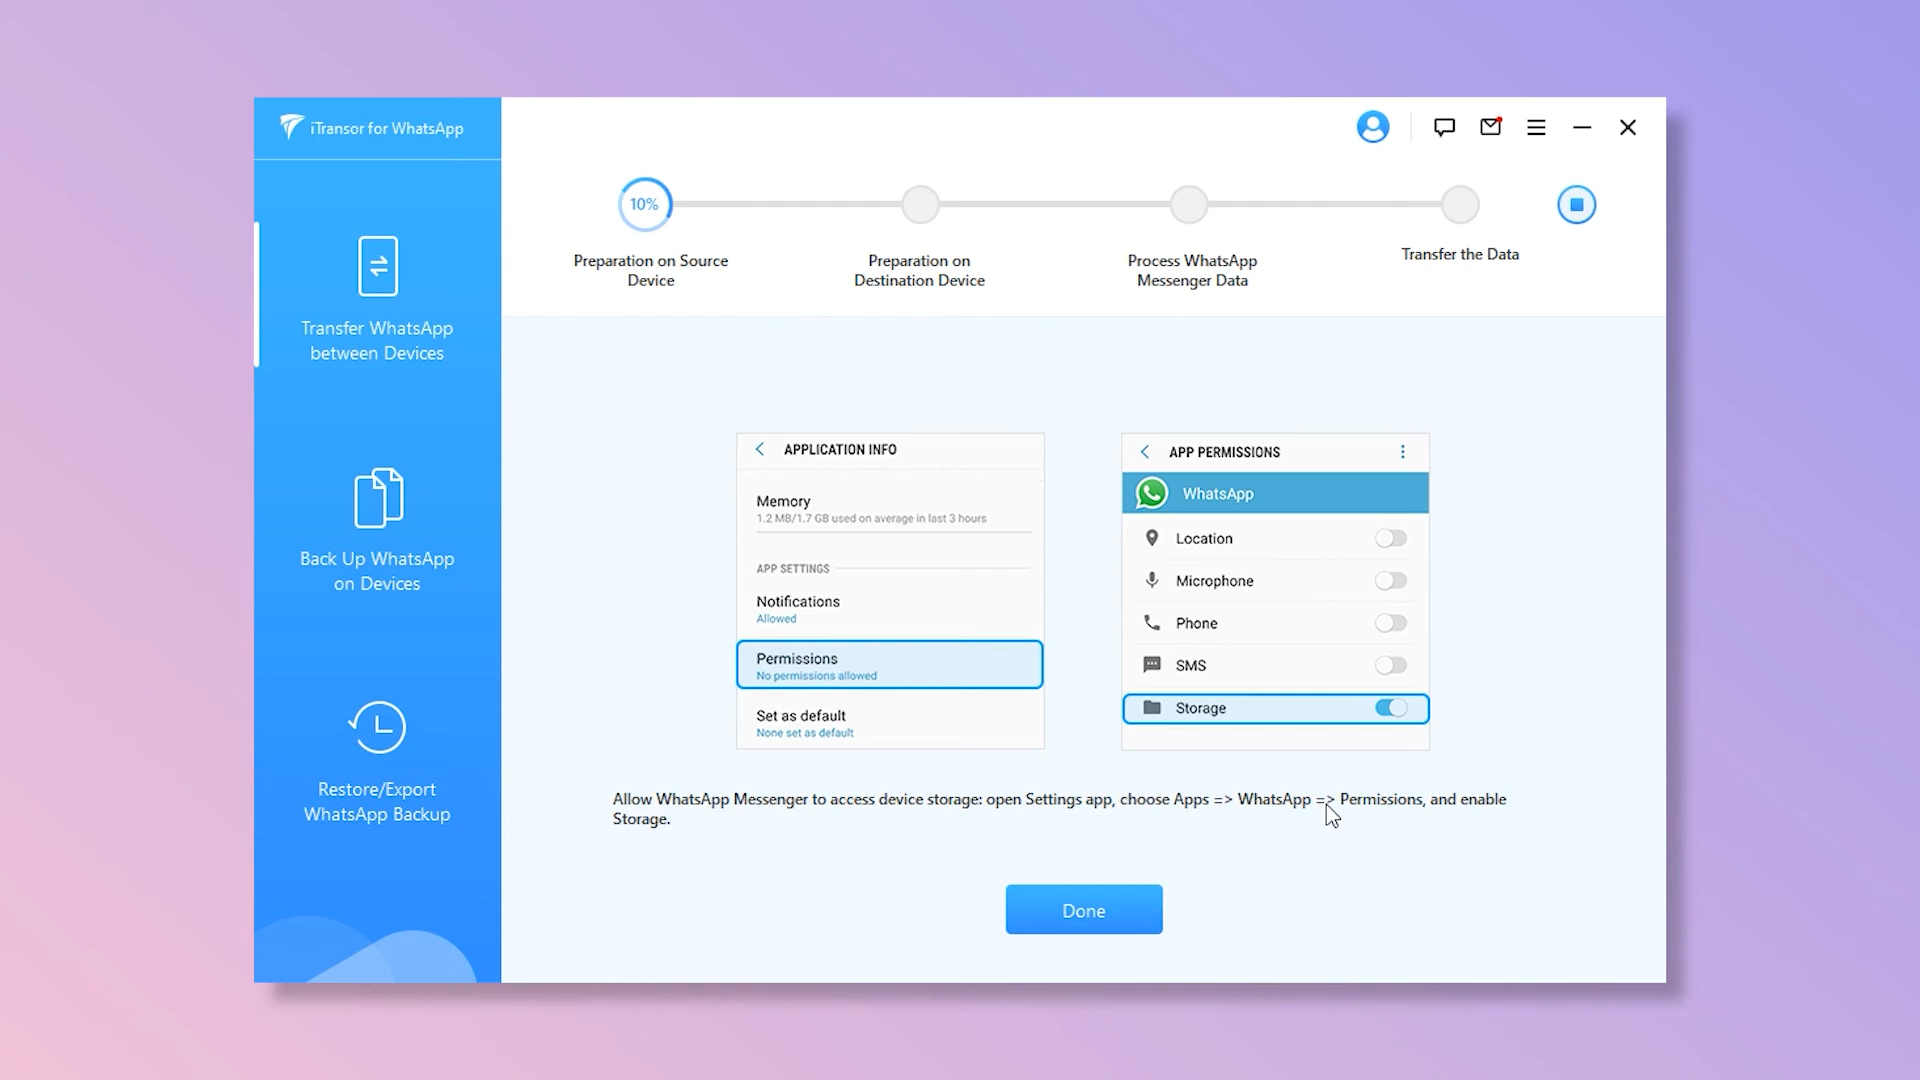 iTransor for WhatsApp
10%
Preparation on Source
Device
Preparation on
Destination Device
Process WhatsApp
Messenger Data
Transfer the Data
Transfer WhatsApp
between Devices
Back Up WhatsApp
on Devices
Restore/Export
WhatsApp Backup
APPLICATION INFO
Memory
1.2 MB/1.7 GB used on average in last 3 hours
APP SETTINGS
Notifications
Allowed
Permissions
No permissions allowed
Set as default
None set as default
APP PERMISSIONS
WhatsApp
Location
Microphone
Phone
SMS
Storage
Allow WhatsApp Messenger to access device storage: open Settings app, choose Apps => WhatsApp => Permissions, and enable
Storage.
Done